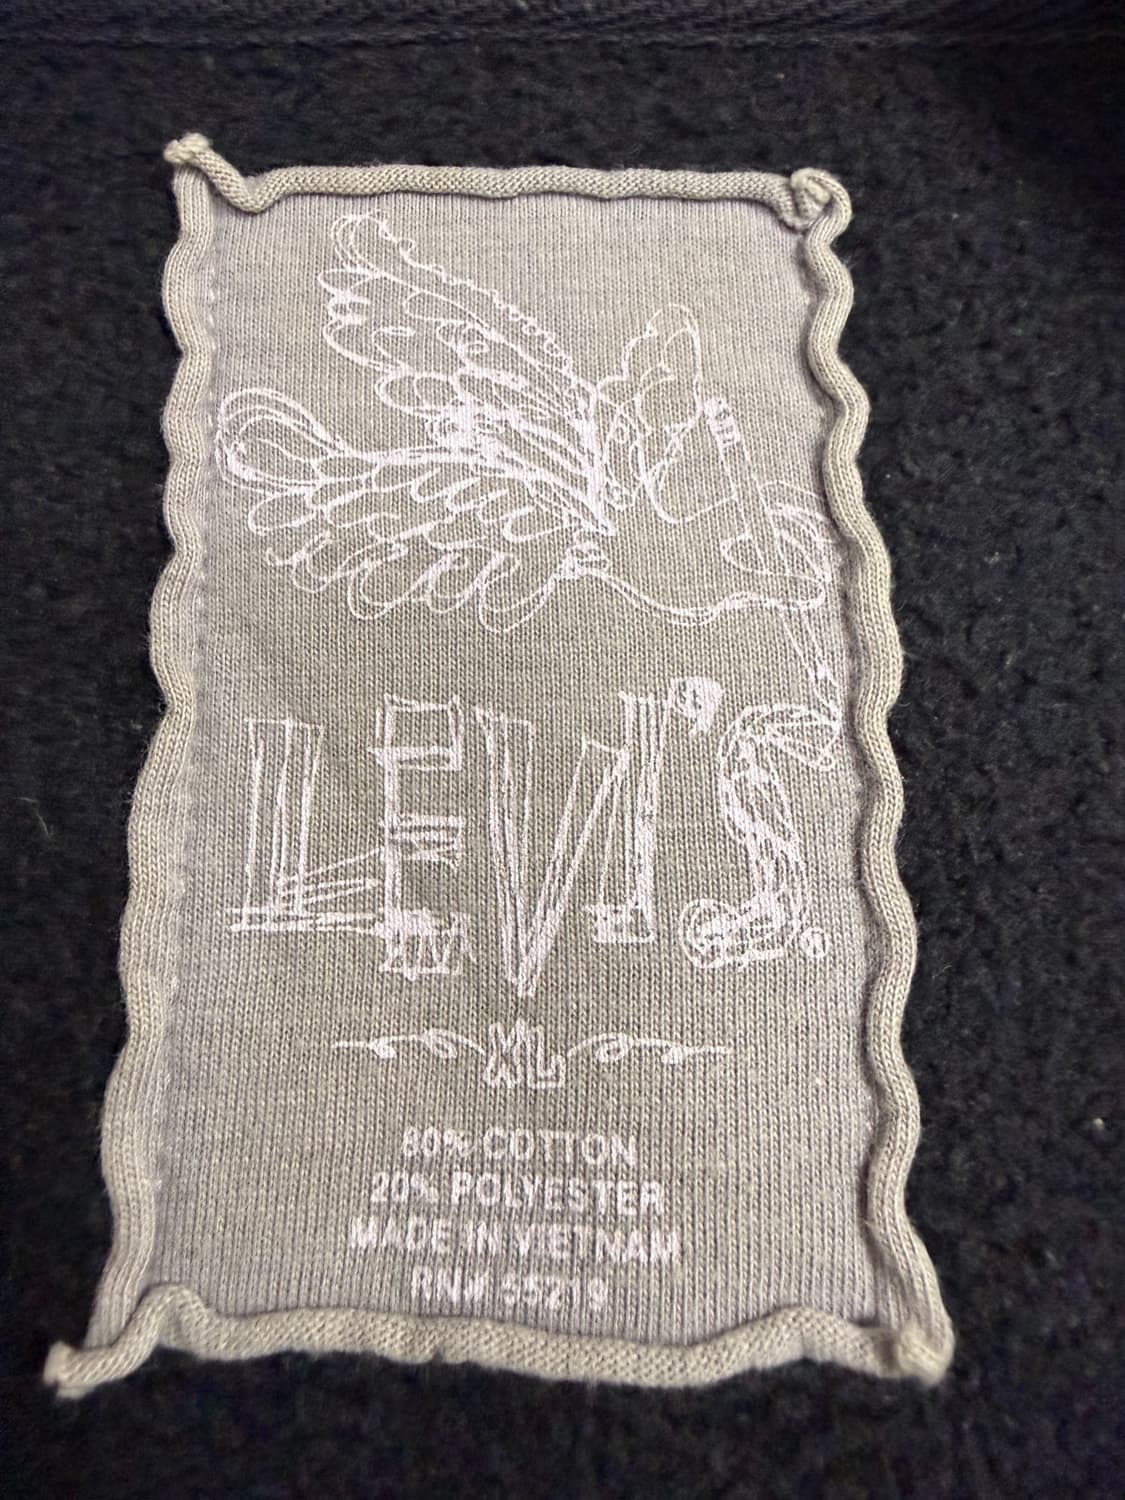 LEVI'S
XL
80% COTTON
20% POLYESTER
MADE IN VIETNAM
RN# 55219